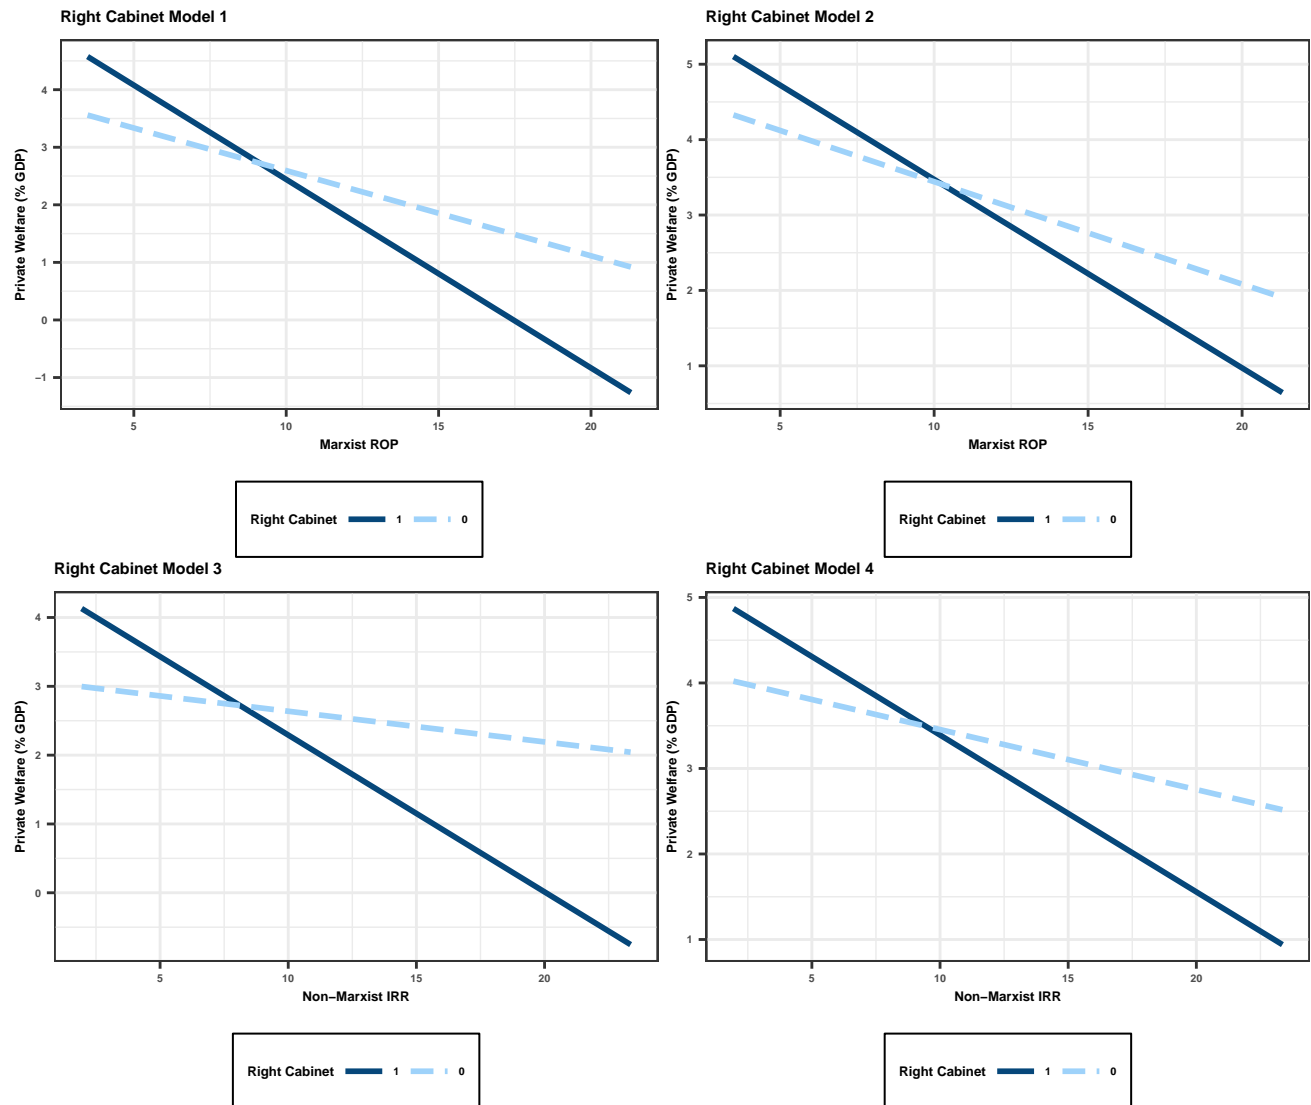 Right Cabinet Model 1
Private Welfare (% GDP)
4
3
2
1
0
−1
5 10 15 20
Marxist ROP
Right Cabinet 1 0
Right Cabinet Model 2
Private Welfare (% GDP)
5
4
3
2
1
5 10 15 20
Marxist ROP
Right Cabinet 1 0
Right Cabinet Model 3
Private Welfare (% GDP)
4
3
2
1
0
5 10 15 20
Non−Marxist IRR
Right Cabinet 1 0
Right Cabinet Model 4
Private Welfare (% GDP)
5
4
3
2
1
5 10 15 20
Non−Marxist IRR
Right Cabinet 1 0